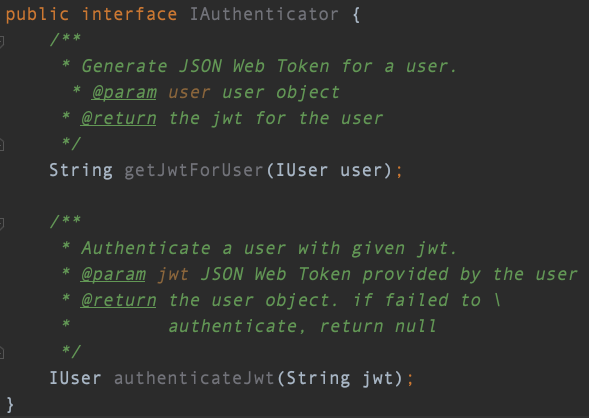 public interface IAuthenticator {
    /**
     * Generate JSON Web Token for a user.
      * @param user user object
     * @return the jwt for the user
     */
    String getJwtForUser(IUser user);

    /**
     * Authenticate a user with given jwt.
     * @param jwt JSON Web Token provided by the user
     * @return the user object. if failed to \
     *         authenticate, return null
     */
    IUser authenticateJwt(String jwt);
}